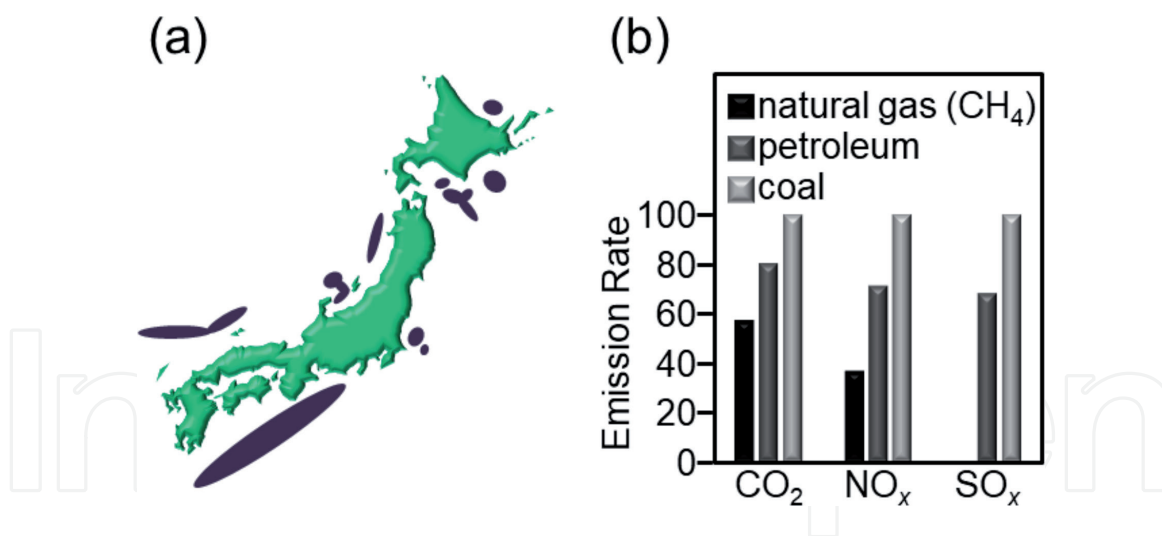 (a)
(b)
natural gas (CH₄)
petroleum
coal
Emission Rate
100
80
60
40
20
0
CO₂ NOₓ SOₓ